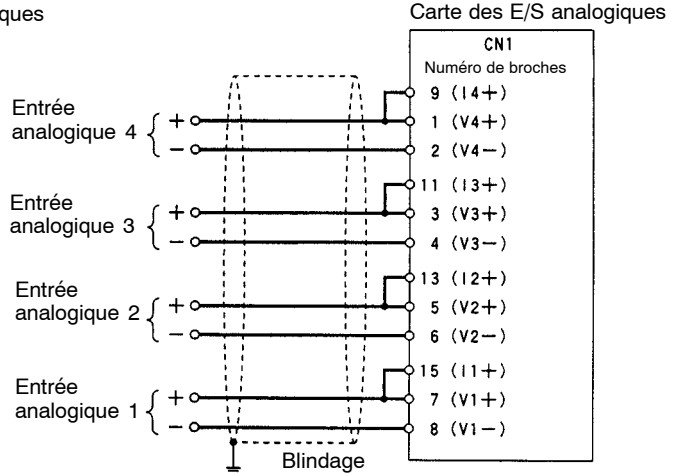 ques
Carte des E/S analogiques
CN1
Numéro de broches
9 (I4+)
Entrée
analogique 4
+
1 (V4+)
−
2 (V4−)
11 (I3+)
Entrée
analogique 3
+
3 (V3+)
−
4 (V3−)
13 (I2+)
Entrée
analogique 2
+
5 (V2+)
−
6 (V2−)
15 (I1+)
Entrée
analogique 1
+
7 (V1+)
−
8 (V1−)
Blindage